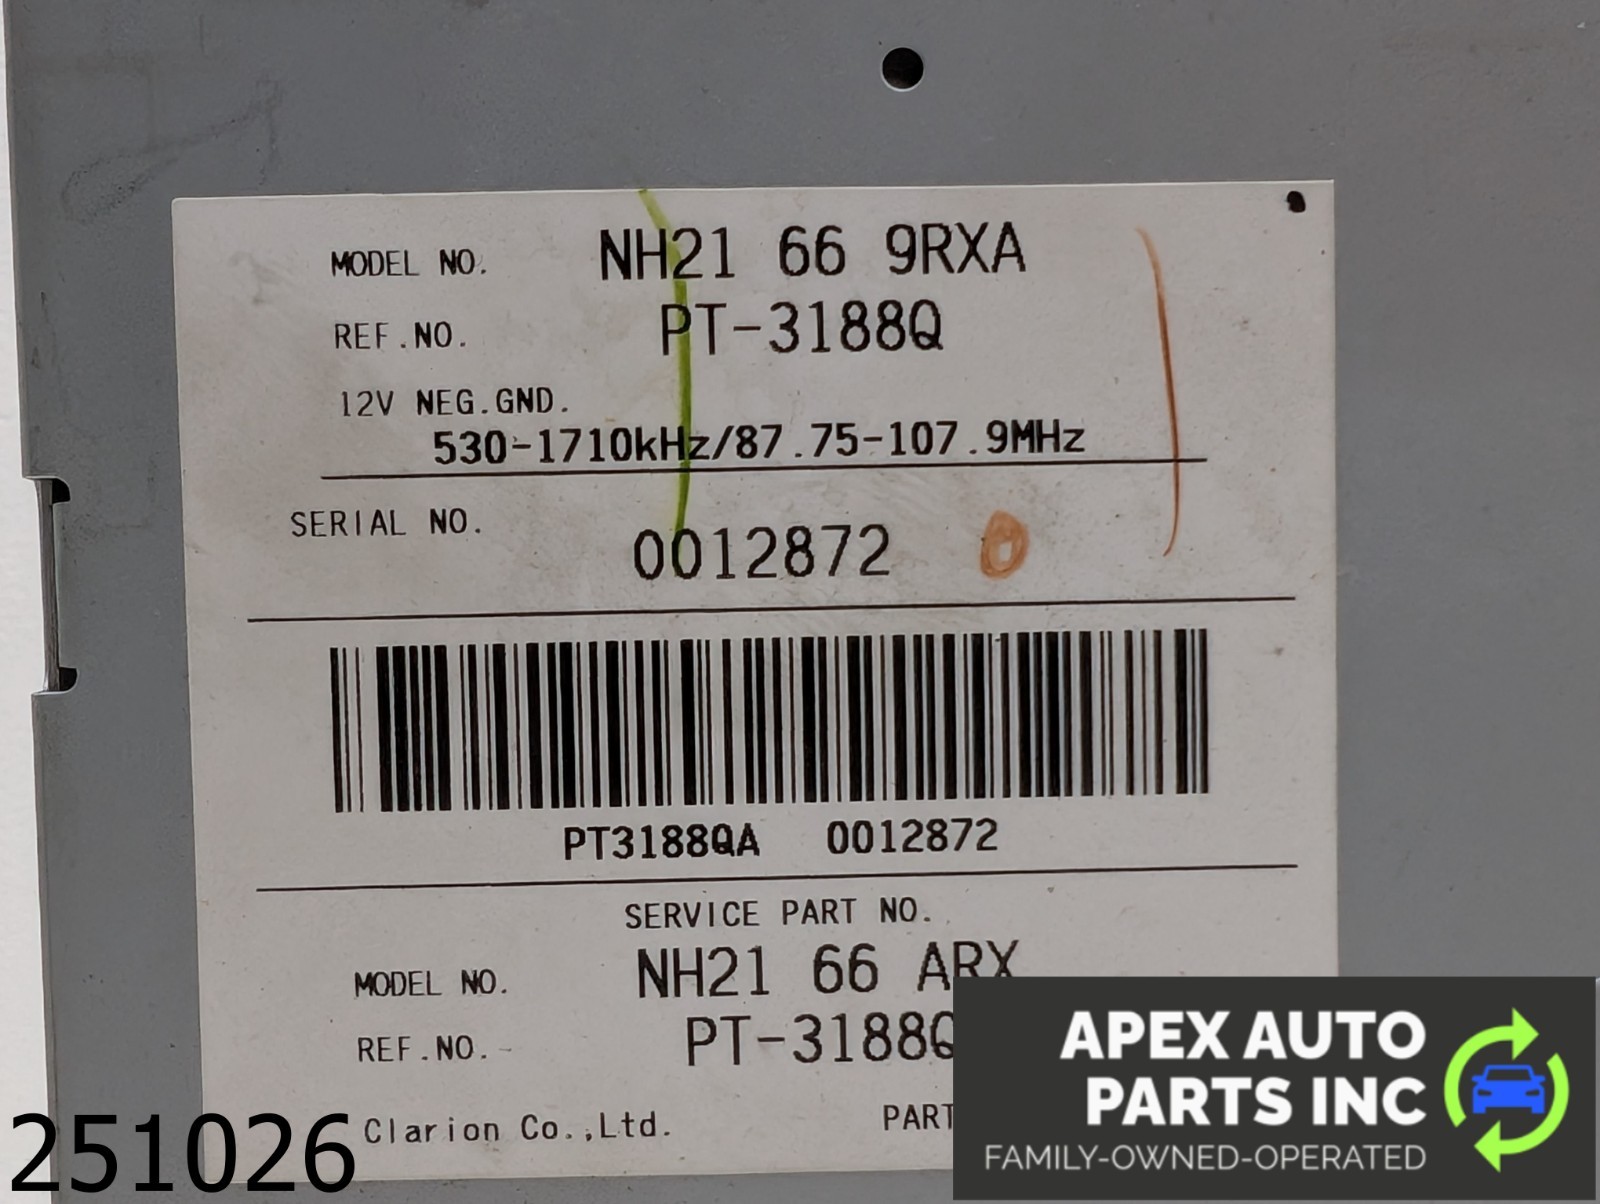 MODEL NO. NH21 66 9RXA
REF.NO. PT-3188Q
12V NEG.GND.
530-1710kHz/87.75-107.9MHz
SERIAL NO. 0012872 0
PT3188QA 0012872
SERVICE PART NO.
MODEL NO. NH21 66 ARX
REF.NO. PT-3188Q
Clarion Co.,Ltd. PART
251026
APEX AUTO
PARTS INC
FAMILY-OWNED-OPERATED